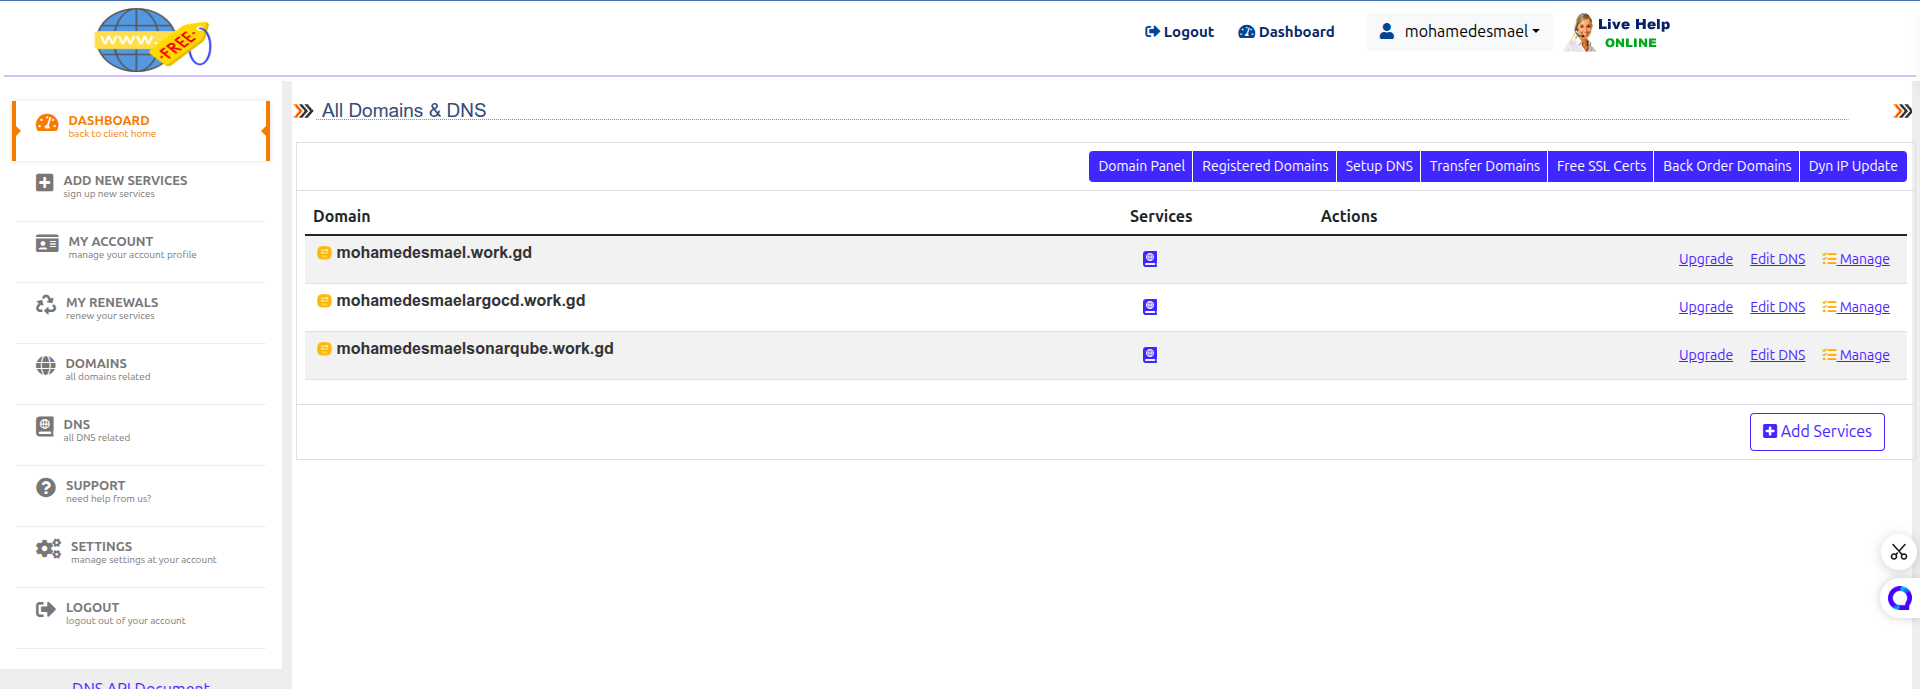 www.
FREE
Logout
Dashboard
mohamedesmael
Live Help
ONLINE
DASHBOARD
back to client home
ADD NEW SERVICES
sign up new services
MY ACCOUNT
manage your account profile
MY RENEWALS
renew your services
DOMAINS
all domains related
DNS
all DNS related
SUPPORT
need help from us?
SETTINGS
manage settings at your account
LOGOUT
logout out of your account
DNS API Document
All Domains & DNS
Domain Panel Registered Domains Setup DNS Transfer Domains Free SSL Certs Back Order Domains Dyn IP Update
Domain Services Actions
mohamedesmael.work.gd Upgrade Edit DNS Manage
mohamedesmaelargocd.work.gd Upgrade Edit DNS Manage
mohamedesmaelsonarqube.work.gd Upgrade Edit DNS Manage
Add Services